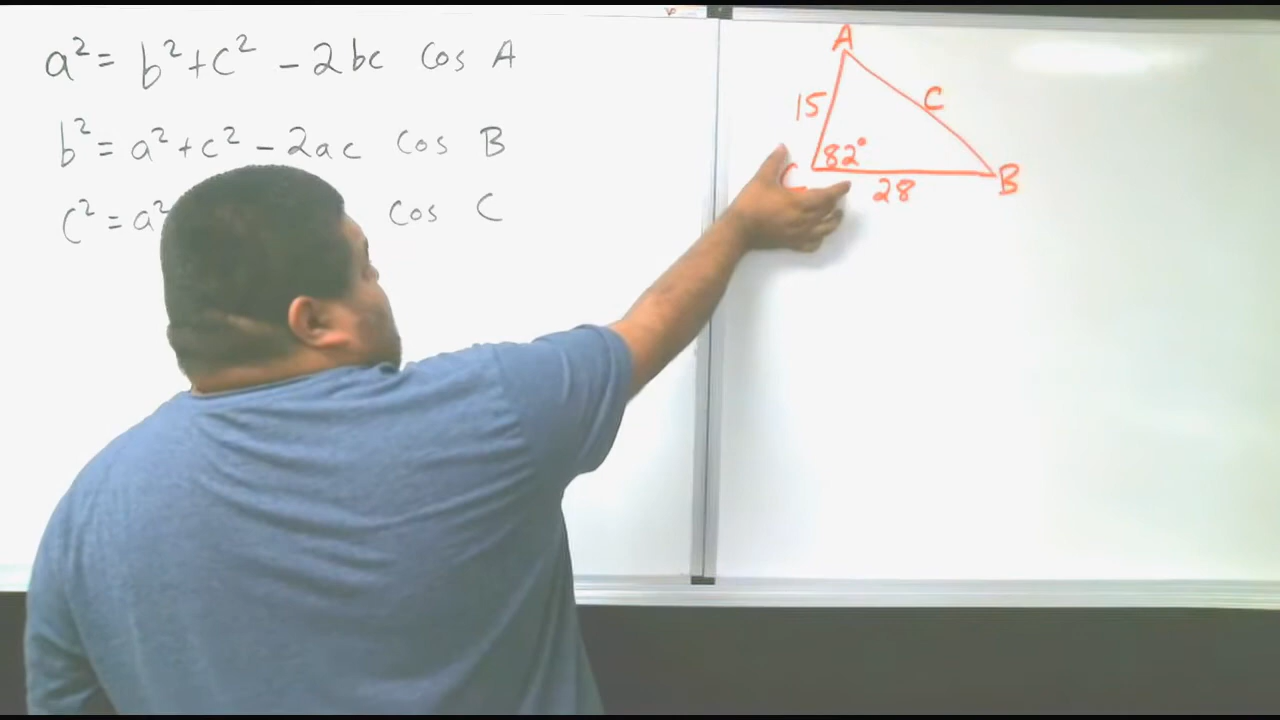 a² = b² + c² - 2bc cos A
b² = a² + c² - 2ac cos B
c² = a² cos C
A
15
C
82°
C
28
B